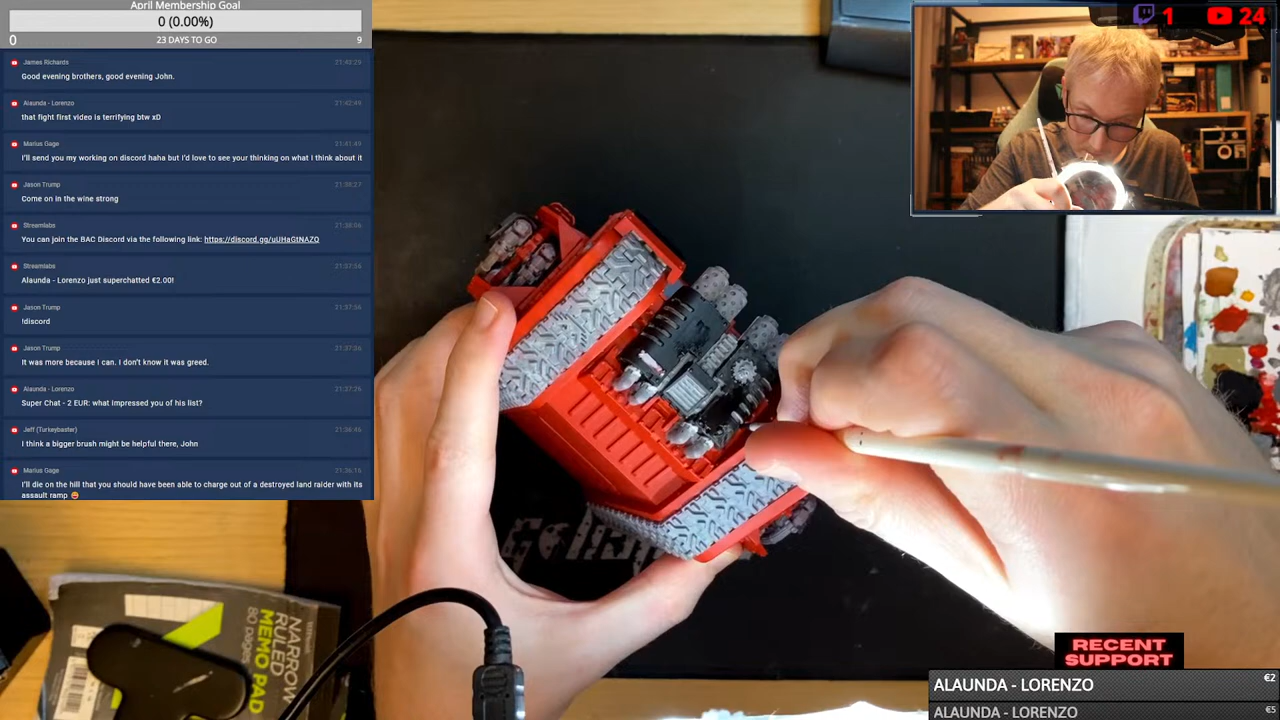 April Membership Goal
0 (0.00%)
0 23 DAYS TO GO 9
James Richards 21:43:29
Good evening brothers, good evening John.
Alaunda - Lorenzo 21:42:49
that fight first video is terrifying btw xD
Marius Gage 21:41:49
I'll send you my working on discord haha but I'd love to see your thinking on what I think about it
Jason Trump 21:38:27
Come on in the wine strong
Streamlabs 21:38:06
You can join the BAC Discord via the following link: https://discord.gg/uUHaGtNAZQ
Streamlabs 21:37:56
Alaunda - Lorenzo just superchatted €2.00!
Jason Trump 21:37:56
!discord
Jason Trump 21:37:36
It was more because I can. I don't know it was greed.
Alaunda - Lorenzo 21:37:26
Super Chat - 2 EUR: what impressed you of his list?
Jeff (Turkeybaster) 21:36:46
I think a bigger brush might be helpful there, John
Marius Gage 21:36:16
I'll die on the hill that you should have been able to charge out of a destroyed land raider with its
assault ramp
1 24
NARROW
RULED
MEMO PAD
80 pages
RECENT
SUPPORT
ALAUNDA - LORENZO €2
ALAUNDA - LORENZO €5